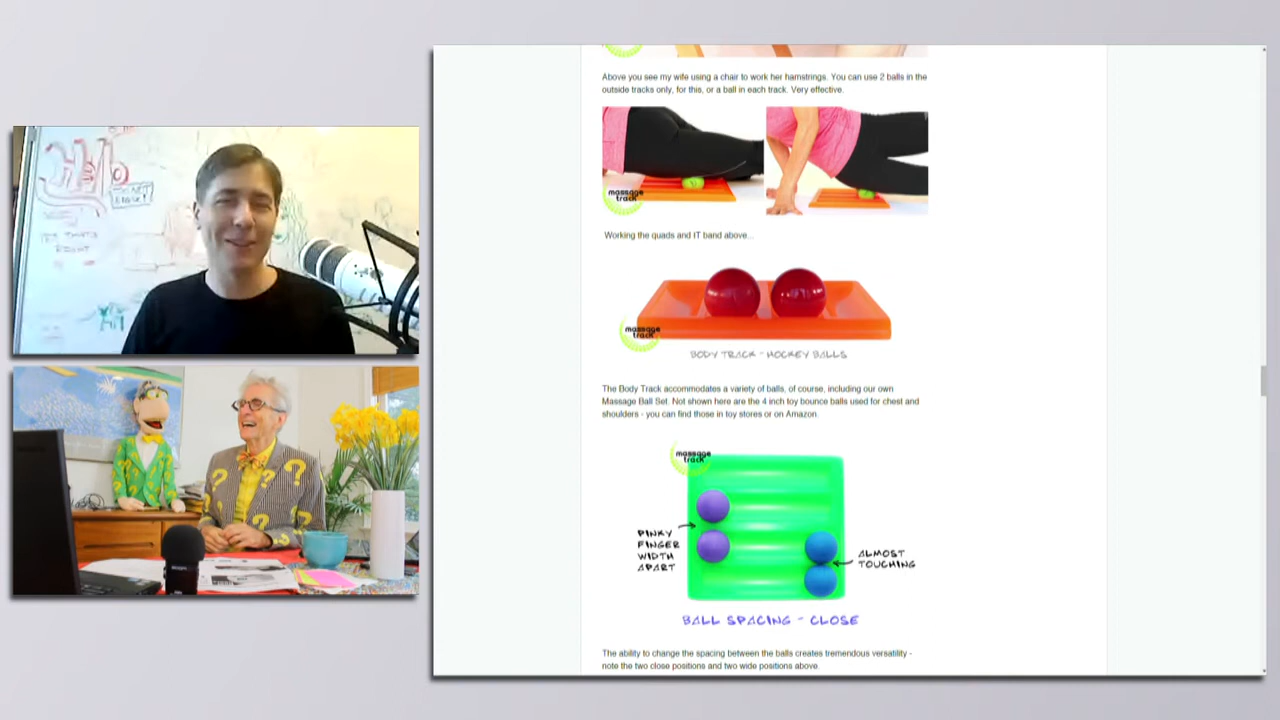 Above you see my wife using a chair to work her hamstrings. You can use 2 balls in the
outside tracks only, for this, or a ball in each track. Very effective.
massage
track
Working the quads and IT band above...
massage
track
BODY TRACK - HOCKEY BALLS
The Body Track accommodates a variety of balls, of course, including our own
Massage Ball Set. Not shown here are the 4 inch toy bounce balls used for chest and
shoulders - you can find those in toy stores or on Amazon.
massage
track
PINKY
FINGER
WIDTH
APART
ALMOST
TOUCHING
BALL SPACING - CLOSE
The ability to change the spacing between the balls creates tremendous versatility -
note the two close positions and two wide positions above.